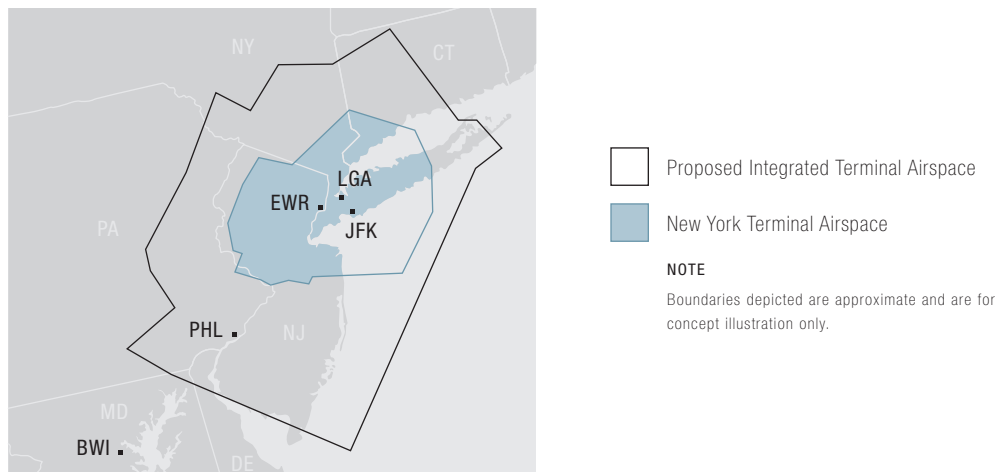 NY
CT
LGA
EWR
JFK
PA
PHL
NJ
MD
BWI
DE
Proposed Integrated Terminal Airspace
New York Terminal Airspace
NOTE
Boundaries depicted are approximate and are for
concept illustration only.